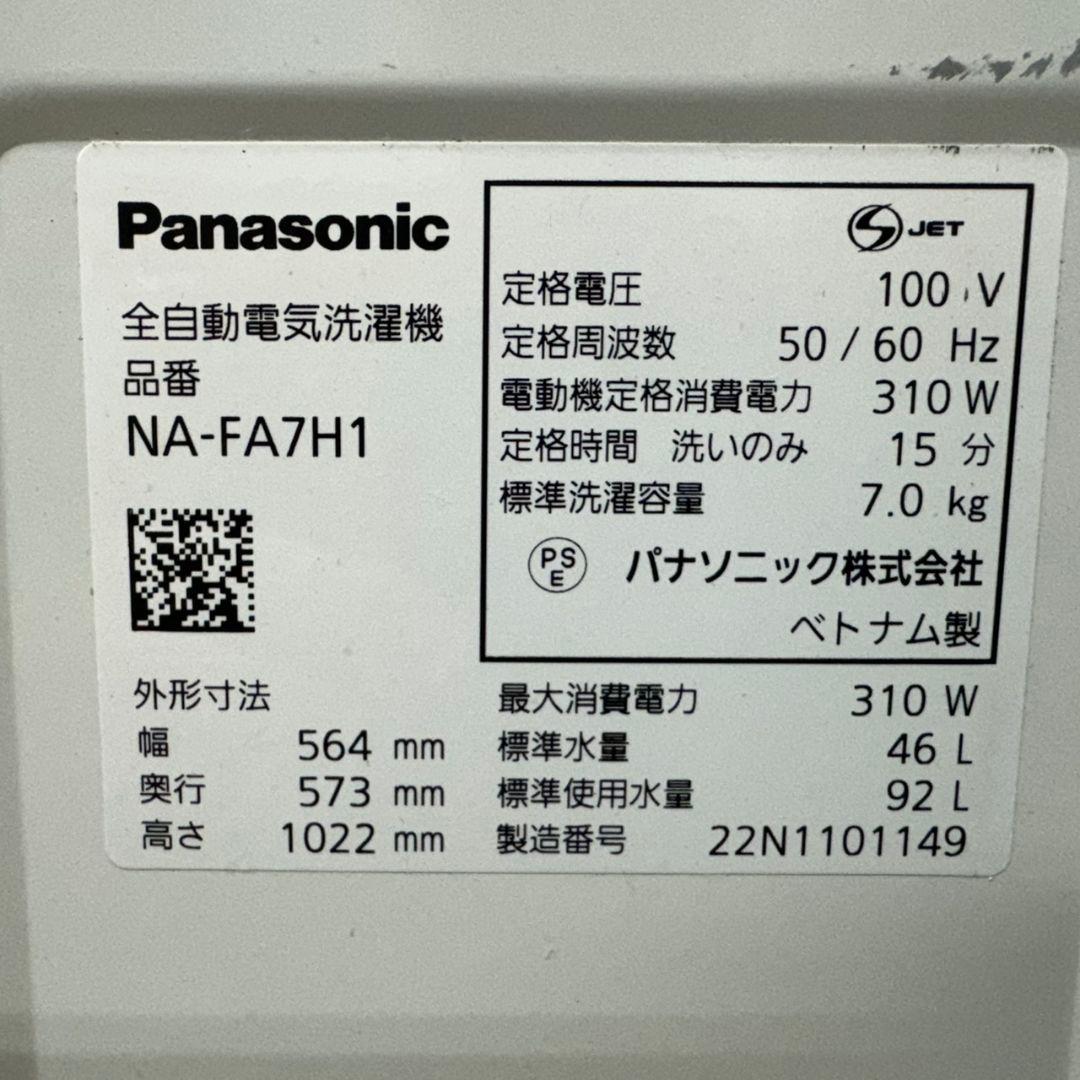 Panasonic
全自動電気洗濯機
品番
NA-FA7H1
S JET
定格電圧 100 V
定格周波数 50 / 60 Hz
電動機定格消費電力 310 W
定格時間 洗いのみ 15 分
標準洗濯容量 7.0 kg
PS E パナソニック株式会社
ベトナム製
外形寸法
幅 564 mm
奥行 573 mm
高さ 1022 mm
最大消費電力 310 W
標準水量 46 L
標準使用水量 92 L
製造番号 22N1101149